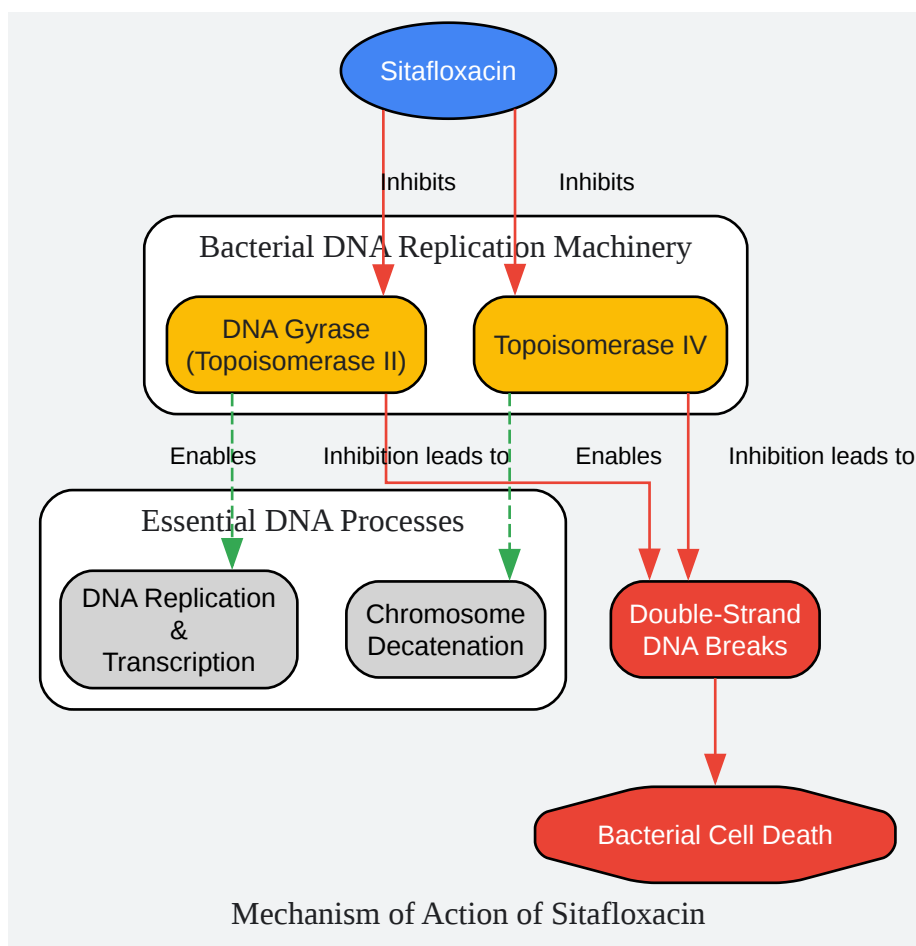 Sitafloxacin
Inhibits
Inhibits
Bacterial DNA Replication Machinery
DNA Gyrase
(Topoisomerase II)
Topoisomerase IV
Enables
Inhibition leads to
Enables
Inhibition leads to
Essential DNA Processes
DNA Replication
&
Transcription
Chromosome
Decatenation
Double-Strand
DNA Breaks
Bacterial Cell Death
Mechanism of Action of Sitafloxacin